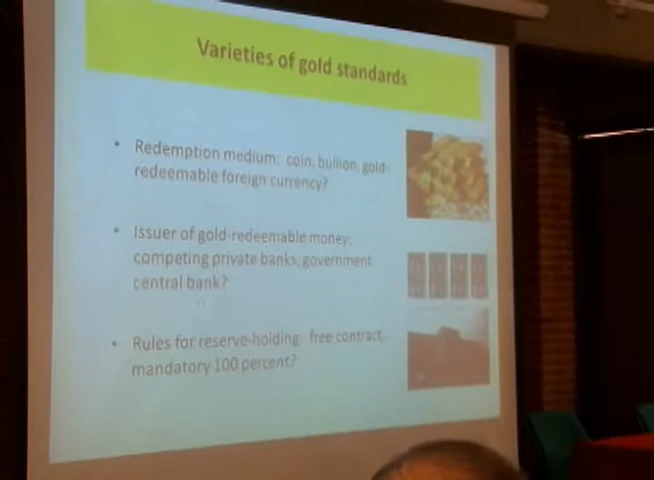 Varieties of gold standards
• Redemption medium: coin, bullion, gold-
redeemable foreign currency?
• Issuer of gold-redeemable money:
competing private banks, government
central bank?
• Rules for reserve-holding: free contract,
mandatory 100 percent?